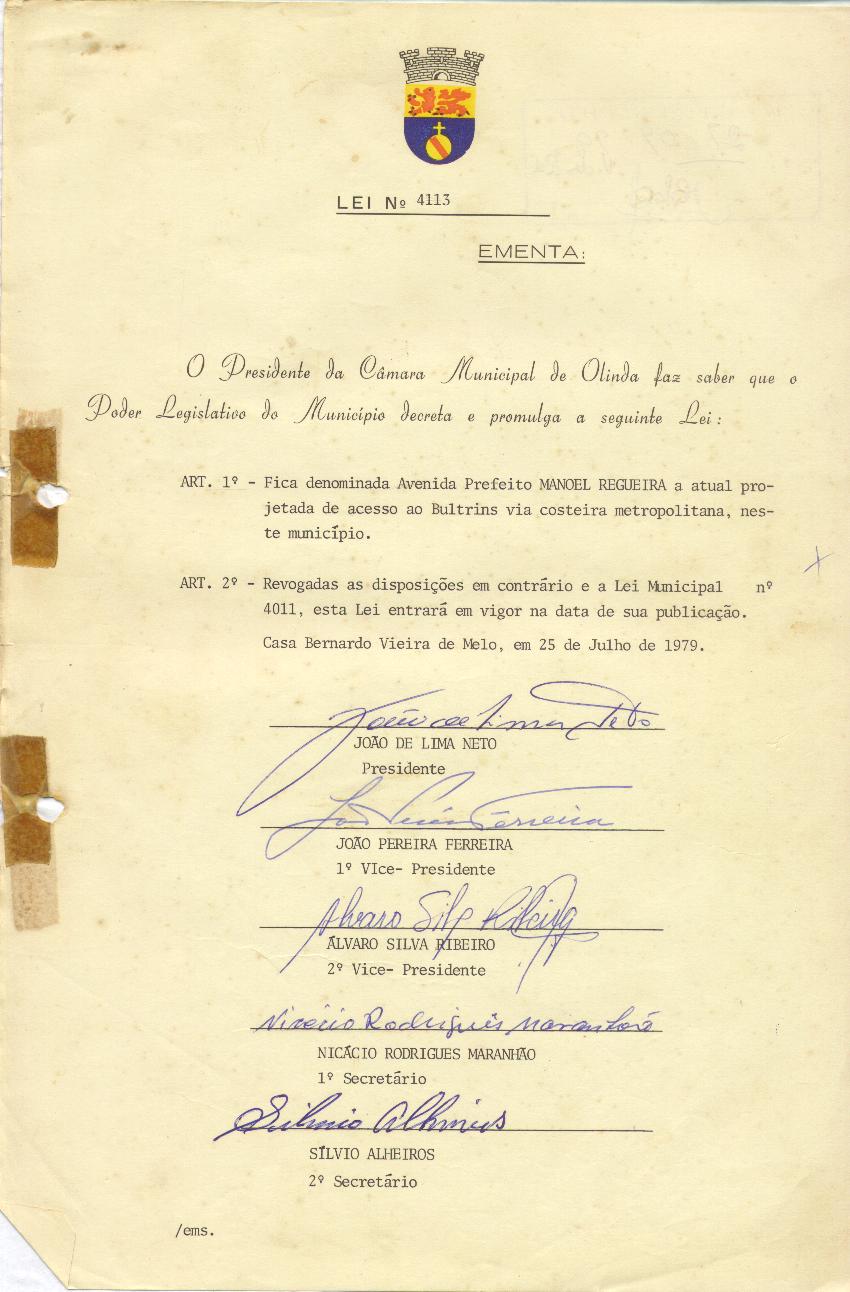 LEI Nº 4113
EMENTA:
O Presidente da Câmara Municipal de Olinda faz saber que o
Poder Legislativo do Município decreta e promulga a seguinte Lei:
ART. 1º - Fica denominada Avenida Prefeito MANOEL REGUEIRA a atual pro-
jetada de acesso ao Bultrins via costeira metropolitana, nes-
te município.
ART. 2º - Revogadas as disposições em contrário e a Lei Municipal nº
4011, esta Lei entrará em vigor na data de sua publicação.
Casa Bernardo Vieira de Melo, em 25 de Julho de 1979.
João de Lima Neto
JOÃO DE LIMA NETO
Presidente
Ferreira
JOÃO PEREIRA FERREIRA
1º VIce- Presidente
Alvaro Silva Ribeiro
ÁLVARO SILVA RIBEIRO
2º Vice- Presidente
Nicácio Rodrigues Maranhão
NICÁCIO RODRIGUES MARANHÃO
1º Secretário
Silvio Alheiros
SÍLVIO ALHEIROS
2º Secretário
/ems.